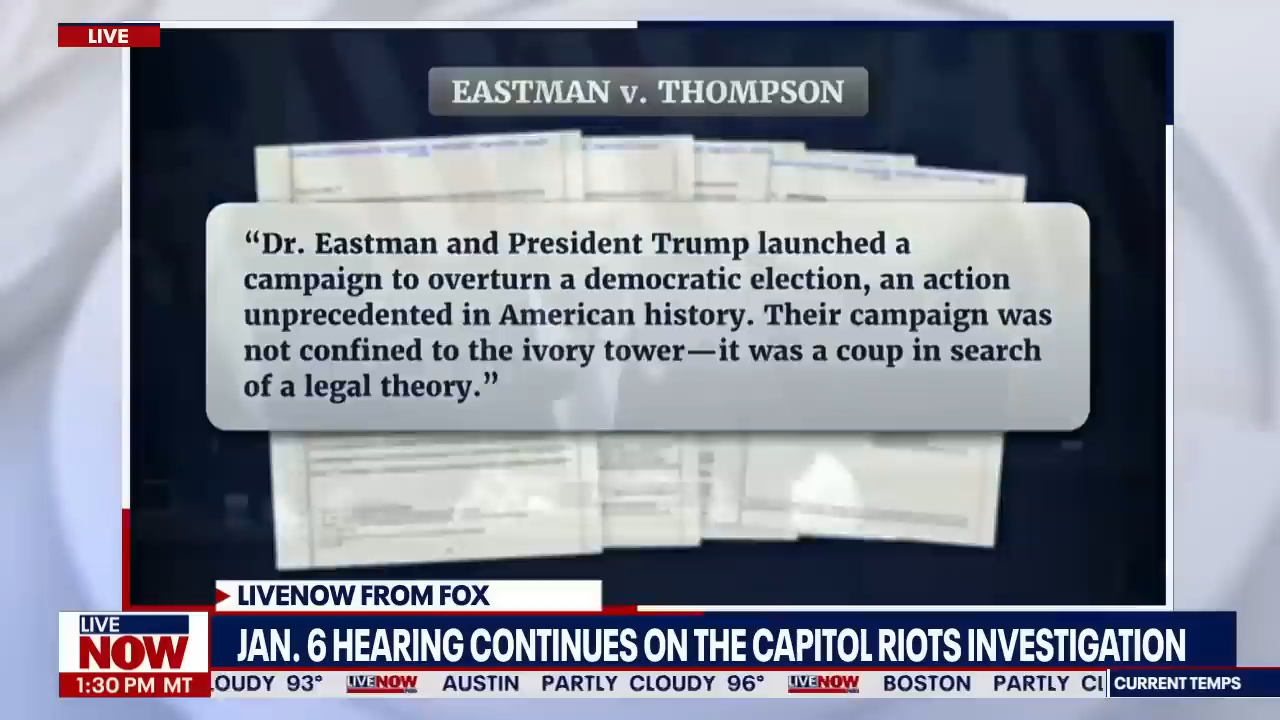 LIVE
EASTMAN v. THOMPSON
“Dr. Eastman and President Trump launched a
campaign to overturn a democratic election, an action
unprecedented in American history. Their campaign was
not confined to the ivory tower—it was a coup in search
of a legal theory.”
LIVENOW FROM FOX
LIVE
NOW
JAN. 6 HEARING CONTINUES ON THE CAPITOL RIOTS INVESTIGATION
1:30 PM MT
OUDY 93° LIVENOW AUSTIN PARTLY CLOUDY 96° LIVENOW BOSTON PARTLY CL
CURRENT TEMPS